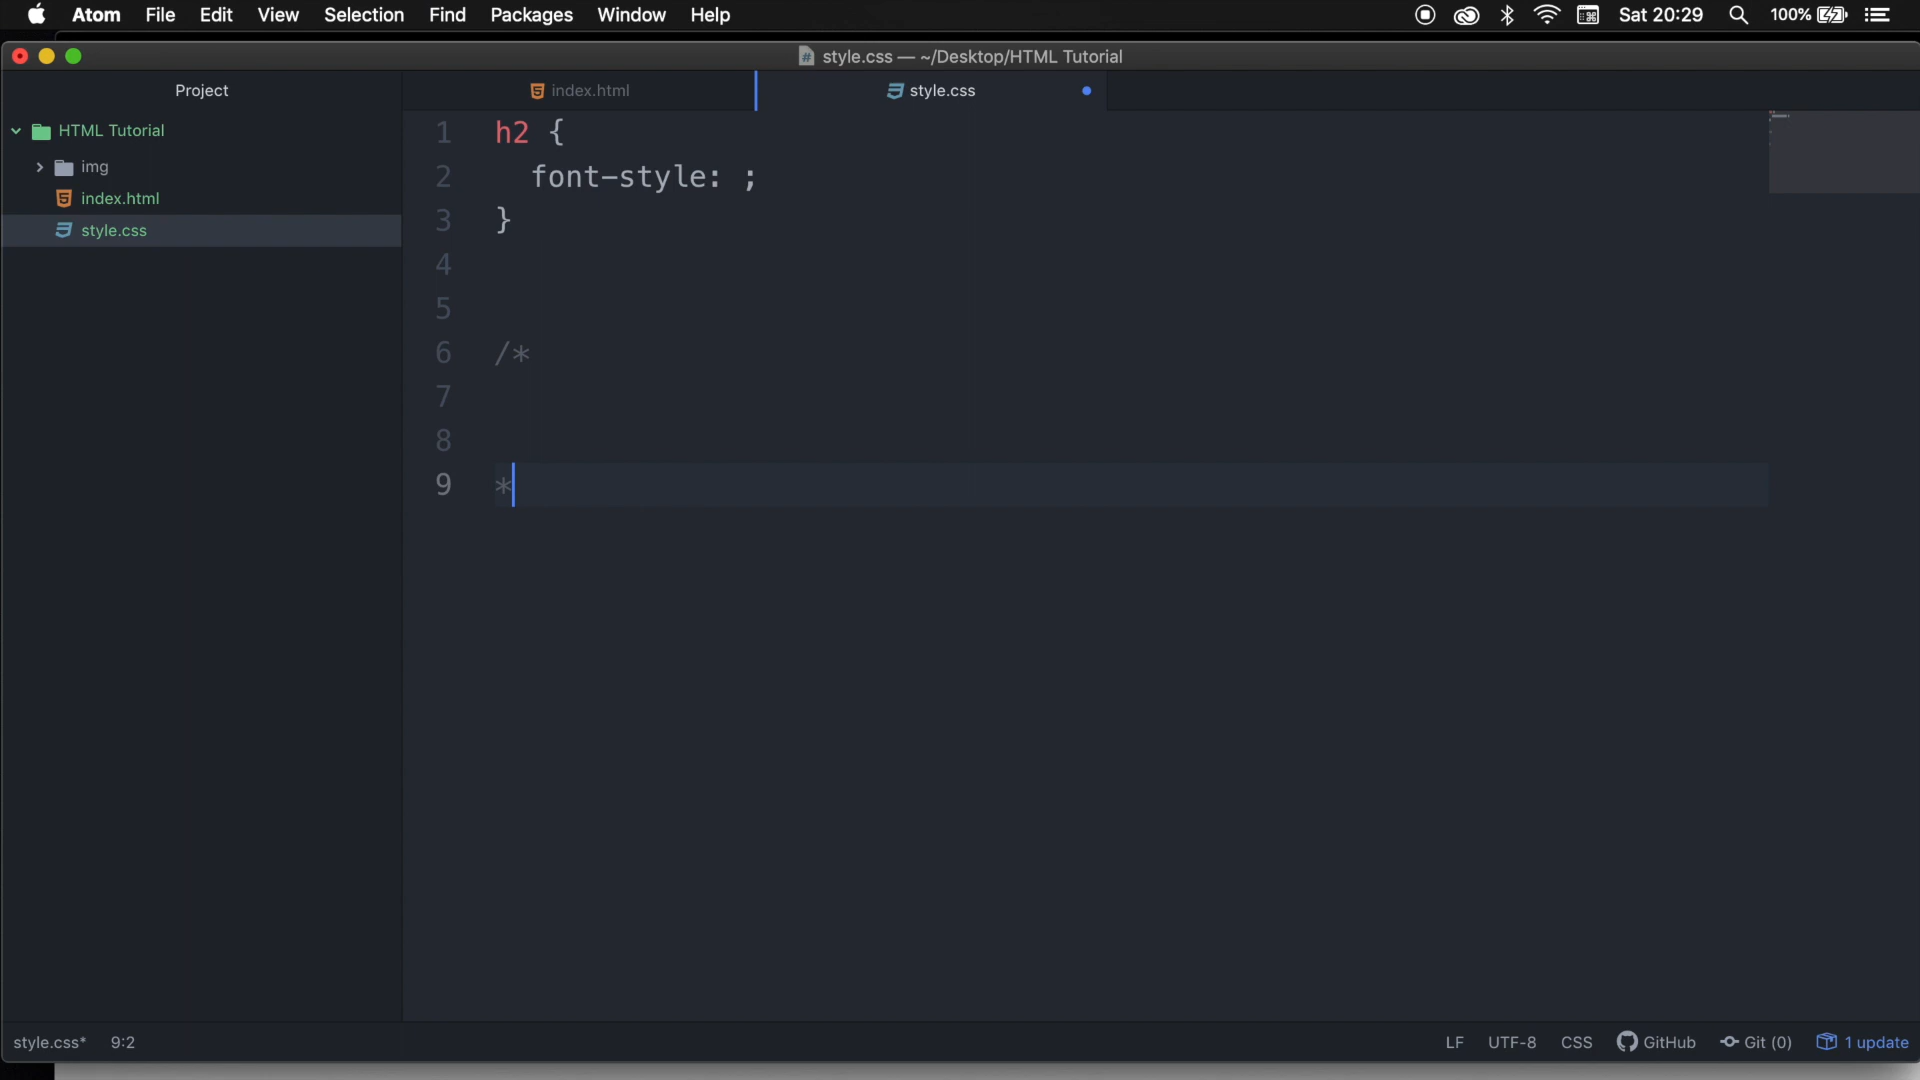 Atom File Edit View Selection Find Packages Window Help Sat 20:29 100%
style.css — ~/Desktop/HTML Tutorial
Project
index.html
style.css
HTML Tutorial
img
index.html
style.css
1 h2 {
2 font-style: ;
3 }
4
5
6 /*
7
8
9 *
style.css* 9:2
LF UTF-8 CSS GitHub Git (0) 1 update